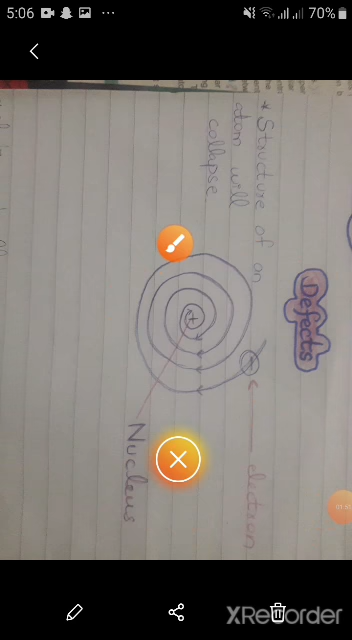 5:06
70%
Defects
* Structure of an
atom will
collapse.
electron
+
Nucleus
XRecorder